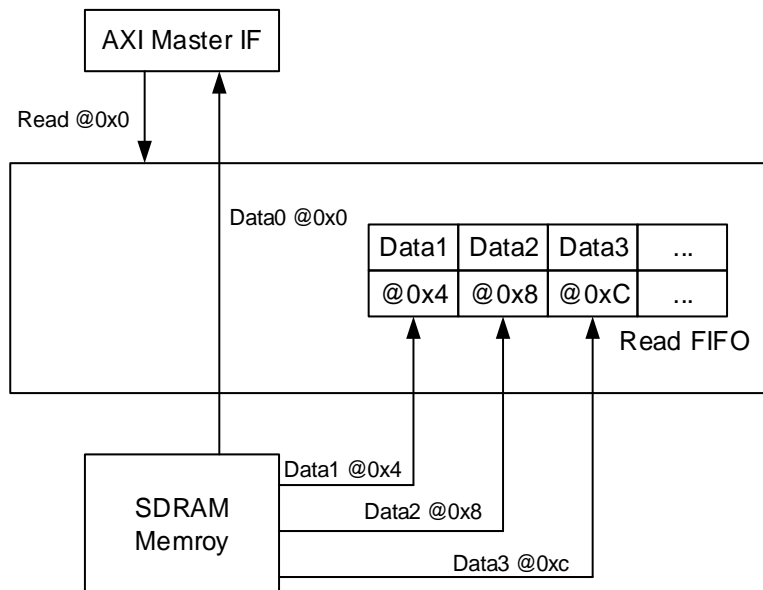 AXI Master IF
Read @0x0
Data0 @0x0
Data1 Data2 Data3 ...
@0x4 @0x8 @0xC ...
Read FIFO
Data1 @0x4
SDRAM
Data2 @0x8
Memroy
Data3 @0xc